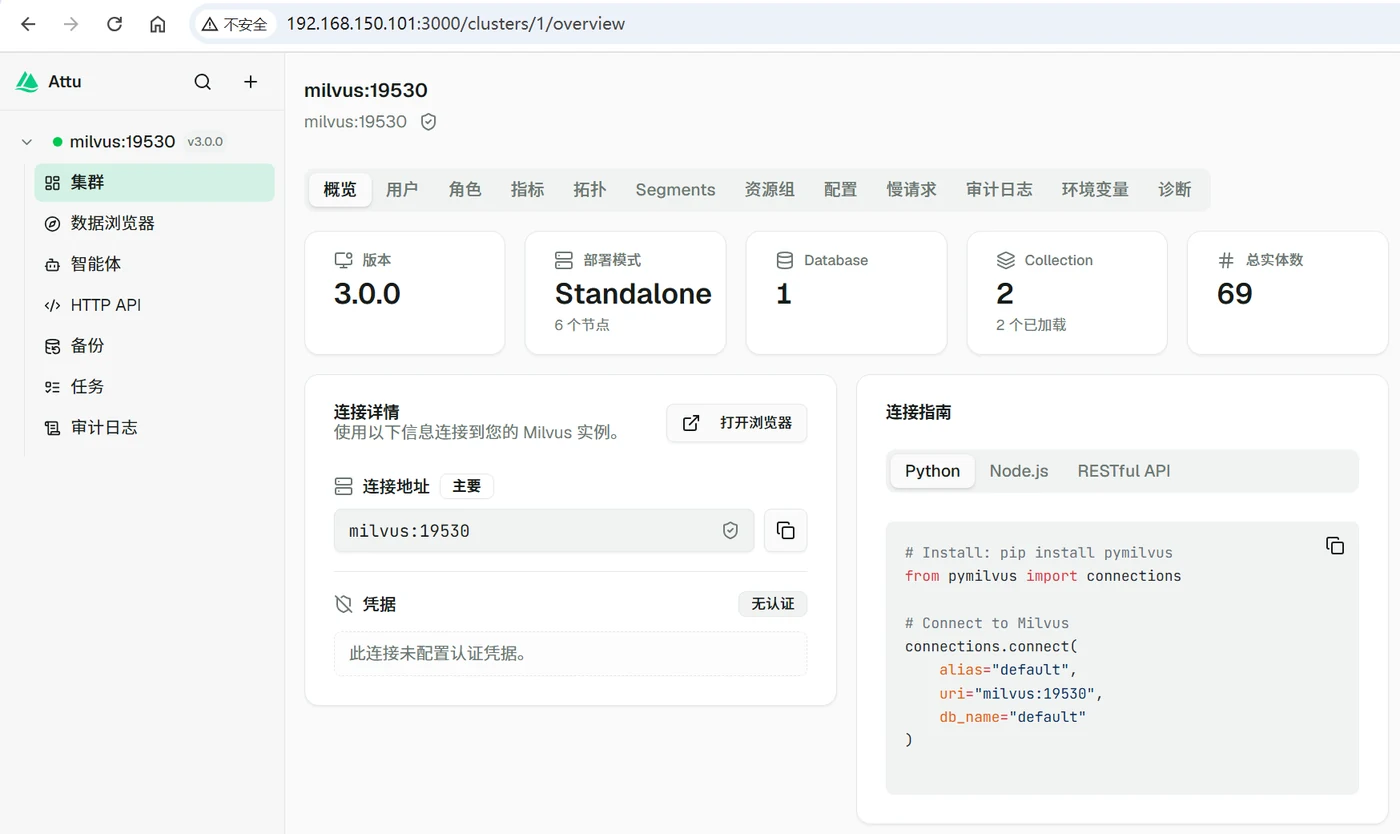 不安全 192.168.150.101:3000/clusters/1/overview
Attu
milvus:19530 v3.0.0
集群
数据浏览器
智能体
HTTP API
备份
任务
审计日志
milvus:19530
milvus:19530
概览 用户 角色 指标 拓扑 Segments 资源组 配置 慢请求 审计日志 环境变量 诊断
版本
3.0.0
部署模式
Standalone
6 个节点
Database
1
Collection
2
2 个已加载
总实体数
69
连接详情
使用以下信息连接到您的 Milvus 实例。
打开浏览器
连接地址 主要
milvus:19530
凭据 无认证
此连接未配置认证凭据。
连接指南
Python Node.js RESTful API
# Install: pip install pymilvus
from pymilvus import connections
# Connect to Milvus
connections.connect(
    alias="default",
    uri="milvus:19530",
    db_name="default"
)